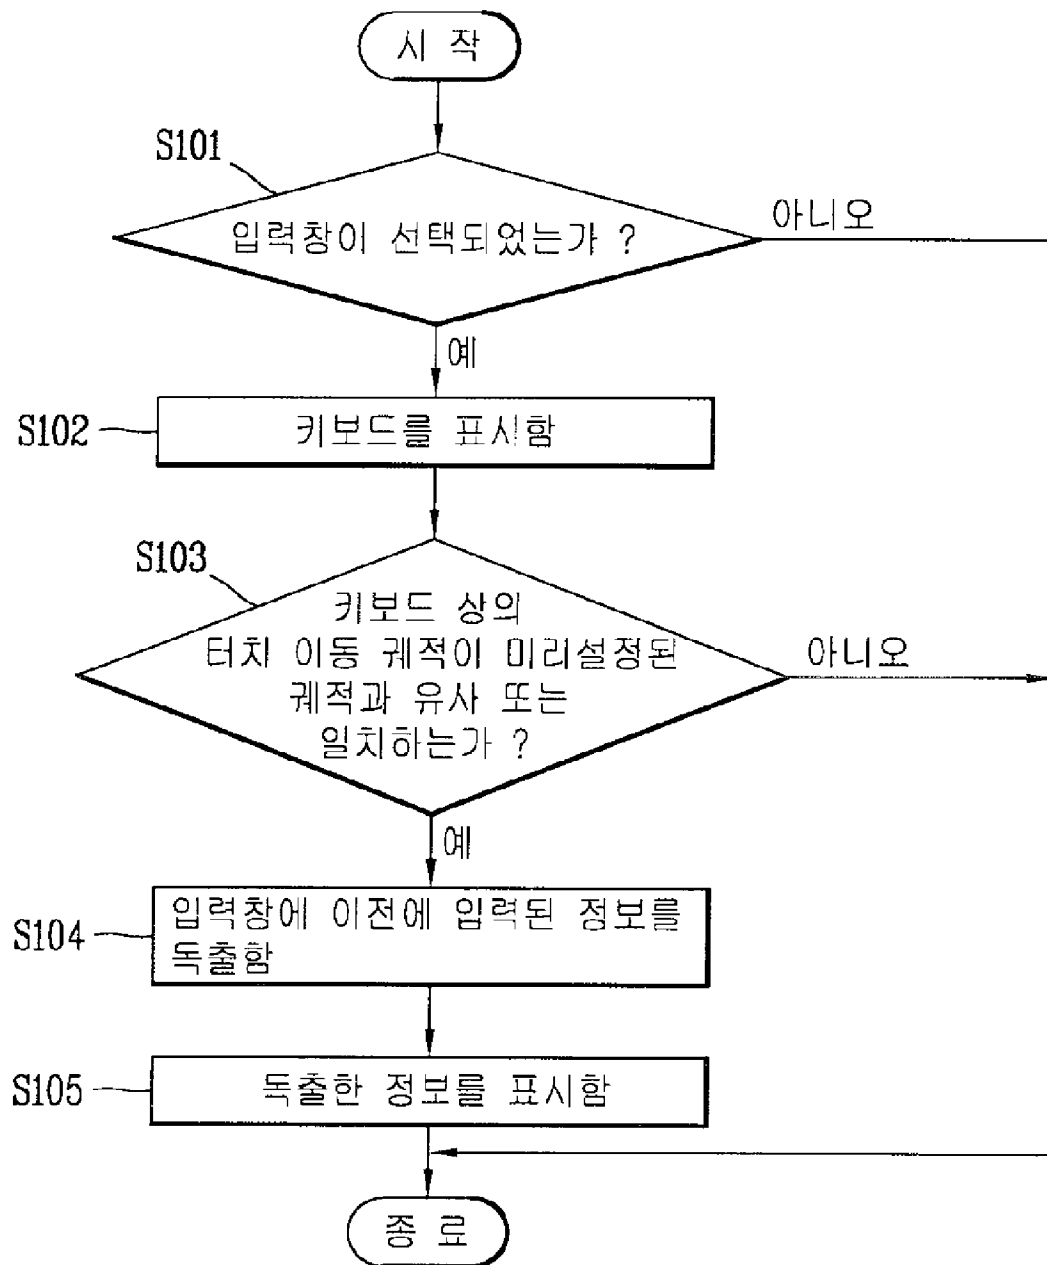 시 작
S101
입력창이 선택되었는가 ?
아니오
예
S102
키보드를 표시함
S103
키보드 상의
터치 이동 궤적이 미리설정된
궤적과 유사 또는
일치하는가 ?
아니오
예
S104
입력창에 이전에 입력된 정보를
독출함
S105
독출한 정보를 표시함
종 료